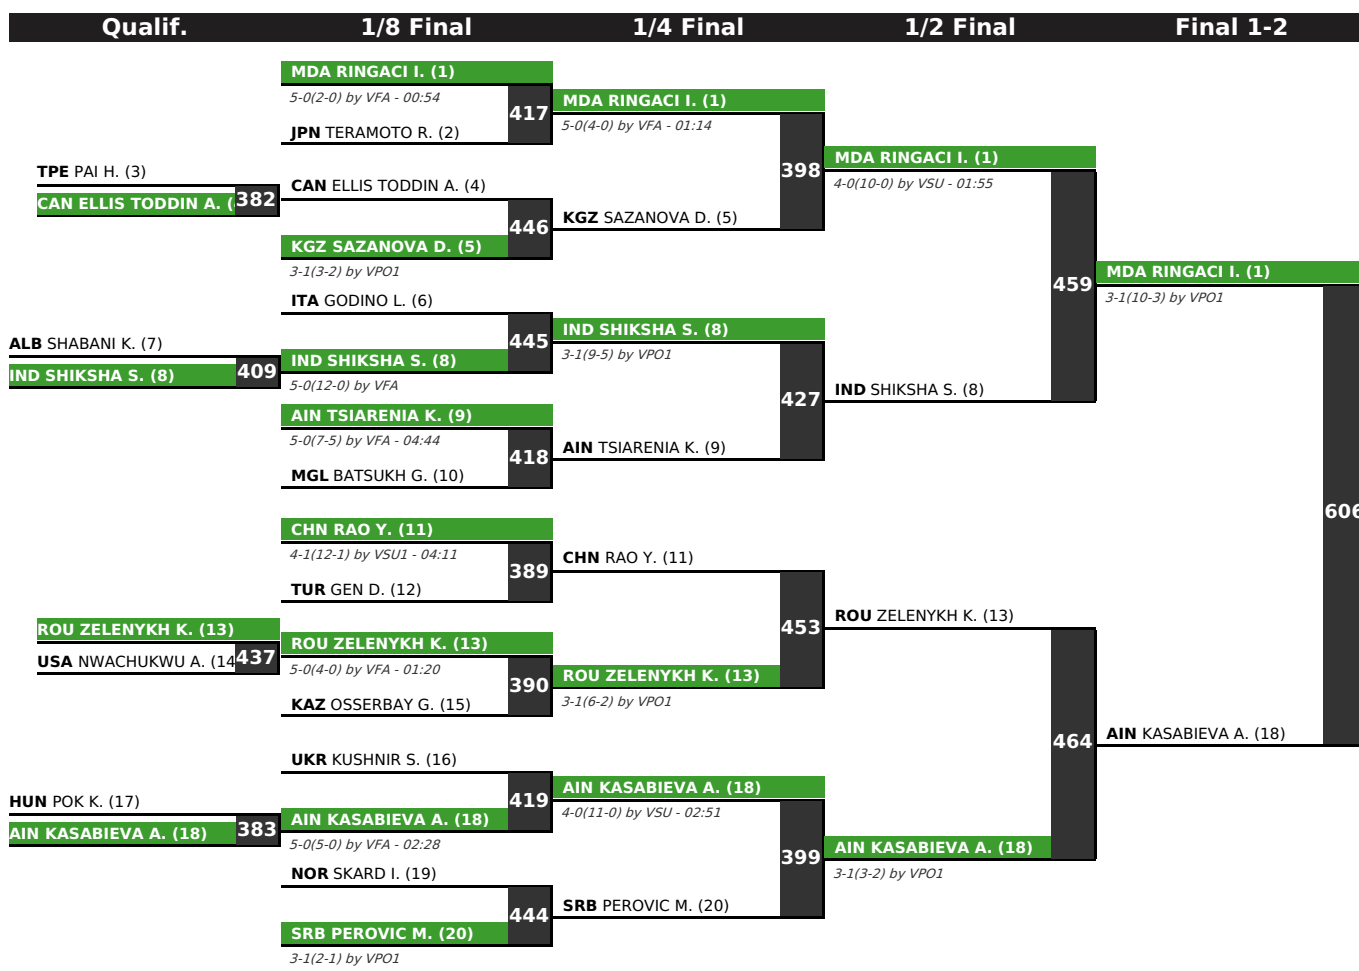 Qualif.
1/8 Final
1/4 Final
1/2 Final
Final 1-2
TPE PAI H. (3)
CAN ELLIS TODDIN A. (
382
ALB SHABANI K. (7)
IND SHIKSHA S. (8)
409
ROU ZELENYKH K. (13)
USA NWACHUKWU A. (14
437
HUN POK K. (17)
AIN KASABIEVA A. (18)
383
MDA RINGACI I. (1)
5-0(2-0) by VFA - 00:54
JPN TERAMOTO R. (2)
417
CAN ELLIS TODDIN A. (4)
KGZ SAZANOVA D. (5)
3-1(3-2) by VPO1
446
ITA GODINO L. (6)
IND SHIKSHA S. (8)
5-0(12-0) by VFA
445
AIN TSIARENIA K. (9)
5-0(7-5) by VFA - 04:44
MGL BATSUKH G. (10)
418
CHN RAO Y. (11)
4-1(12-1) by VSU1 - 04:11
TUR GEN D. (12)
389
ROU ZELENYKH K. (13)
5-0(4-0) by VFA - 01:20
KAZ OSSERBAY G. (15)
390
UKR KUSHNIR S. (16)
AIN KASABIEVA A. (18)
5-0(5-0) by VFA - 02:28
419
NOR SKARD I. (19)
SRB PEROVIC M. (20)
3-1(2-1) by VPO1
444
MDA RINGACI I. (1)
5-0(4-0) by VFA - 01:14
KGZ SAZANOVA D. (5)
398
IND SHIKSHA S. (8)
3-1(9-5) by VPO1
AIN TSIARENIA K. (9)
427
CHN RAO Y. (11)
ROU ZELENYKH K. (13)
3-1(6-2) by VPO1
453
AIN KASABIEVA A. (18)
4-0(11-0) by VSU - 02:51
SRB PEROVIC M. (20)
399
MDA RINGACI I. (1)
4-0(10-0) by VSU - 01:55
IND SHIKSHA S. (8)
459
ROU ZELENYKH K. (13)
AIN KASABIEVA A. (18)
3-1(3-2) by VPO1
464
MDA RINGACI I. (1)
3-1(10-3) by VPO1
AIN KASABIEVA A. (18)
606